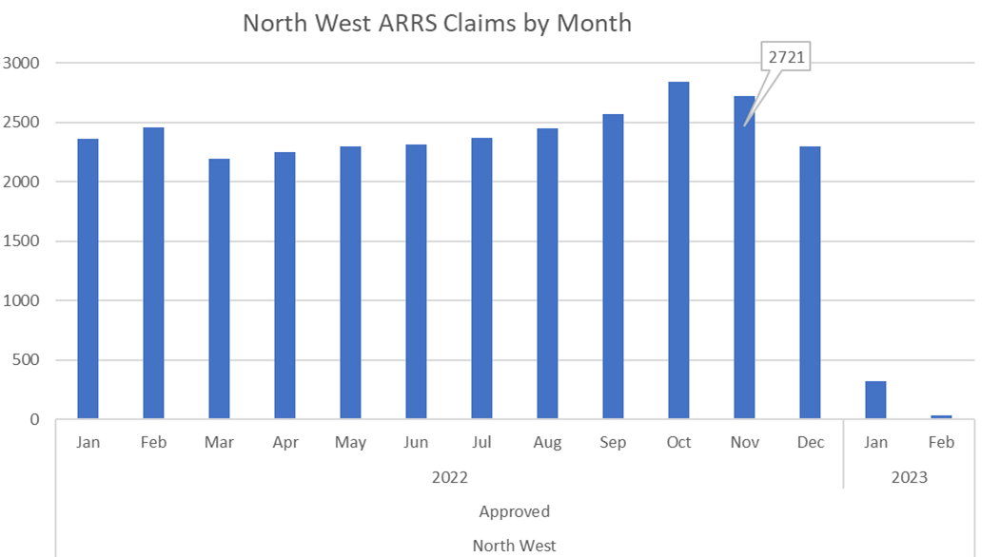 North West ARRS Claims by Month
3000
2721
2500
2000
1500
1000
500
0
Jan Feb Mar Apr May Jun Jul Aug Sep Oct Nov Dec Jan Feb
2022 2023
Approved
North West